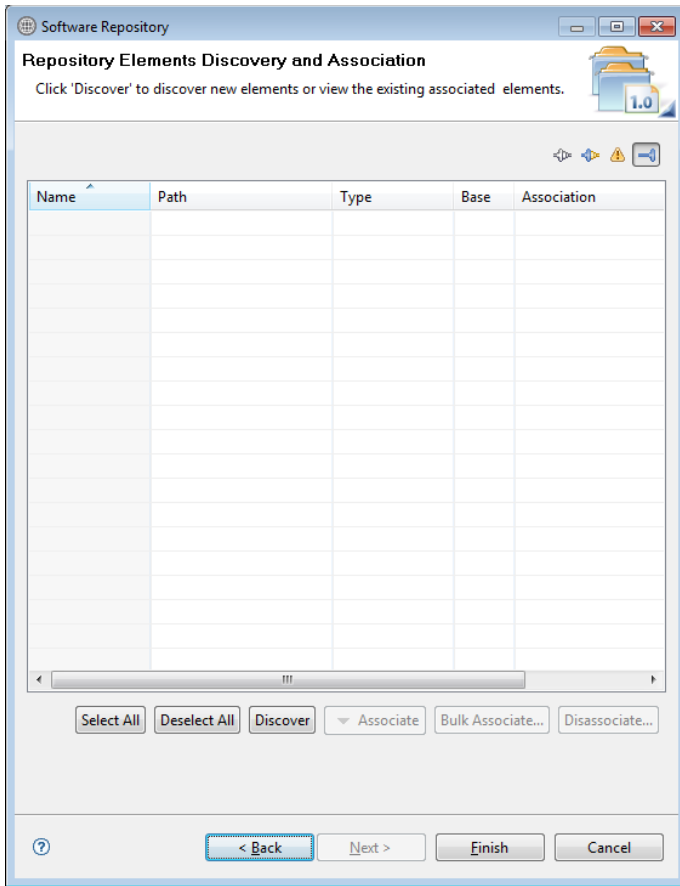 Software Repository
Repository Elements Discovery and Association
Click 'Discover' to discover new elements or view the existing associated  elements.
1.0
Name Path Type Base Association
Select All Deselect All Discover Associate Bulk Associate... Disassociate...
? < Back Next > Finish Cancel